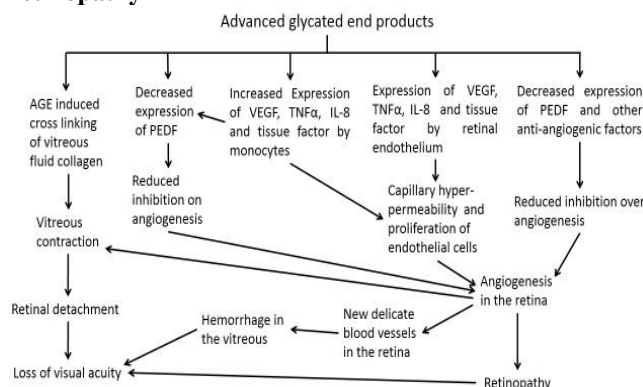 Advanced glycated end products
AGE induced
cross linking
of vitreous
fluid collagen
Decreased
expression
of PEDF
Increased Expression
of VEGF, TNFα, IL-8
and tissue factor by
monocytes
Expression of VEGF,
TNFα, IL-8 and tissue
factor by retinal
endothelium
Decreased expression
of PEDF and other
anti-angiogenic factors
Reduced
inhibition on
angiogenesis
Capillary hyper-
permeability and
proliferation of
endothelial cells
Reduced inhibition over
angiogenesis
Vitreous
contraction
Angiogenesis
in the retina
Retinal detachment
Hemorrhage in
the vitreous
New delicate
blood vessels
in the retina
Loss of visual acuity
Retinopathy